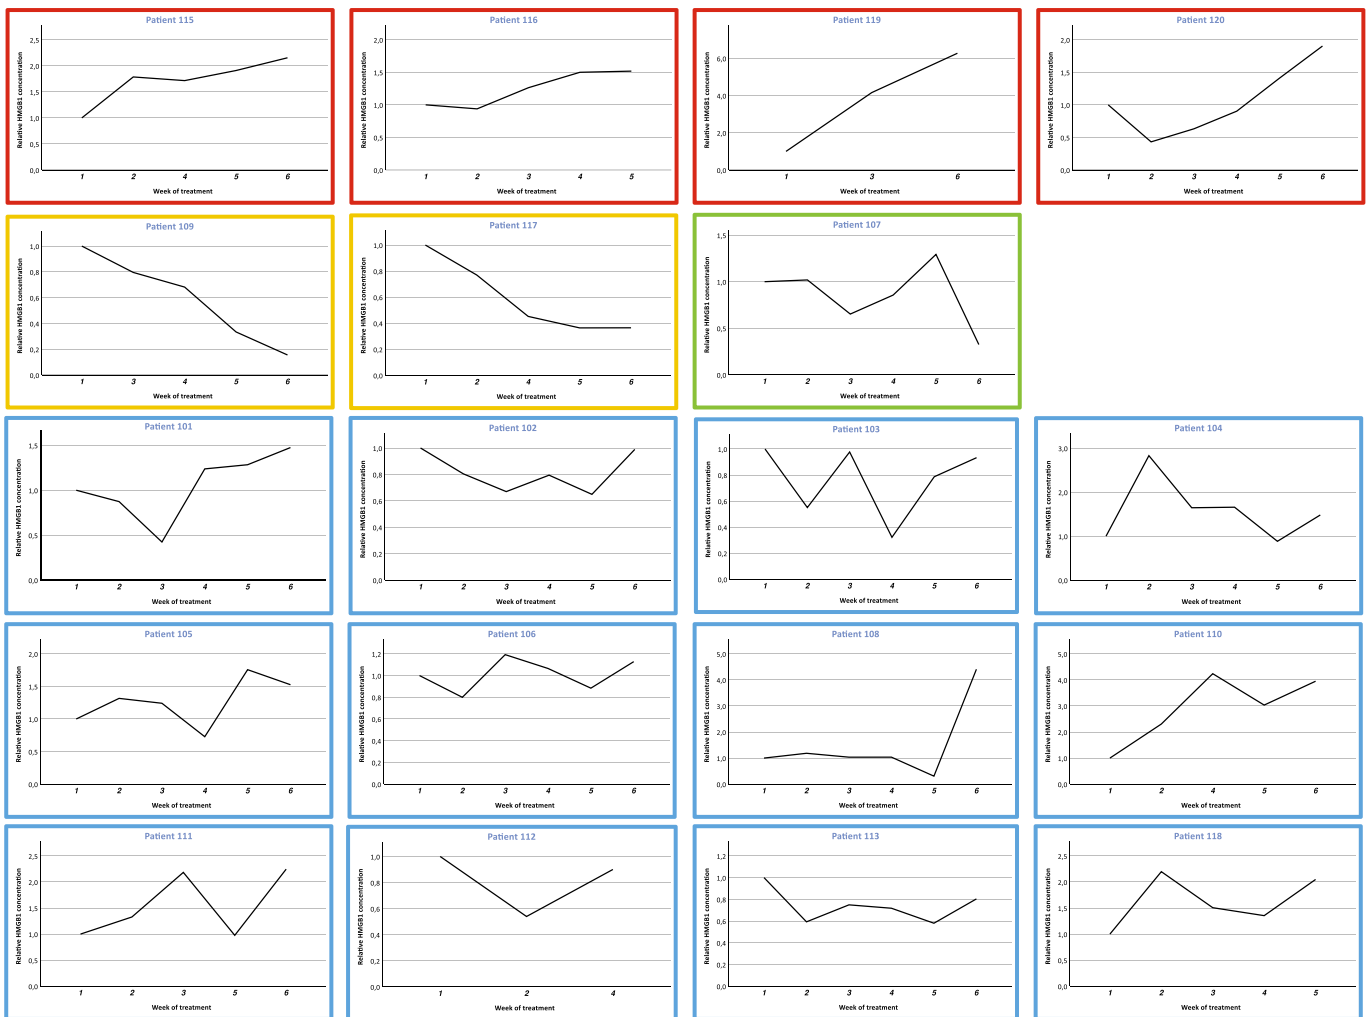 Patient 115
Relative HMGB1 concentration
2,5
2,0
1,5
1,0
0,5
0,0
1 2 4 5 6
Week of treatment
Patient 116
Relative HMGB1 concentration
2,0
1,5
1,0
0,5
0,0
1 2 3 4 5
Week of treatment
Patient 119
Relative HMGB1 concentration
6,0
4,0
2,0
0,0
1 3 6
Week of treatment
Patient 120
Relative HMGB1 concentration
2,0
1,5
1,0
0,5
0,0
1 2 3 4 5 6
Week of treatment
Patient 109
Relative HMGB1 concentration
1,0
0,8
0,6
0,4
0,2
0,0
1 3 4 5 6
Week of treatment
Patient 117
Relative HMGB1 concentration
1,0
0,8
0,6
0,4
0,2
0,0
1 2 4 5 6
Week of treatment
Patient 107
Relative HMGB1 concentration
1,5
1,0
0,5
0,0
1 2 3 4 5 6
Week of treatment
Patient 101
Relative HMGB1 concentration
1,5
1,0
0,5
0,0
1 2 3 4 5 6
Week of treatment
Patient 102
Relative HMGB1 concentration
1,0
0,8
0,6
0,4
0,2
0,0
1 2 3 4 5 6
Week of treatment
Patient 103
Relative HMGB1 concentration
1,0
0,8
0,6
0,4
0,2
0,0
1 2 3 4 5 6
Week of treatment
Patient 104
Relative HMGB1 concentration
3,0
2,0
1,0
0,0
1 2 3 4 5 6
Week of treatment
Patient 105
Relative HMGB1 concentration
2,0
1,5
1,0
0,5
0,0
1 2 3 4 5 6
Week of treatment
Patient 106
Relative HMGB1 concentration
1,2
1,0
0,8
0,6
0,4
0,2
0,0
1 2 3 4 5 6
Week of treatment
Patient 108
Relative HMGB1 concentration
5,0
4,0
3,0
2,0
1,0
0,0
1 2 3 4 5 6
Week of treatment
Patient 110
Relative HMGB1 concentration
5,0
4,0
3,0
2,0
1,0
0,0
1 2 4 5 6
Week of treatment
Patient 111
Relative HMGB1 concentration
2,5
2,0
1,5
1,0
0,5
0,0
1 2 3 5 6
Week of treatment
Patient 112
Relative HMGB1 concentration
1,0
0,8
0,6
0,4
0,2
0,0
1 2 4
Week of treatment
Patient 113
Relative HMGB1 concentration
1,2
1,0
0,8
0,6
0,4
0,2
0,0
1 2 3 4 5 6
Week of treatment
Patient 118
Relative HMGB1 concentration
2,5
2,0
1,5
1,0
0,5
0,0
1 2 3 4 5
Week of treatment